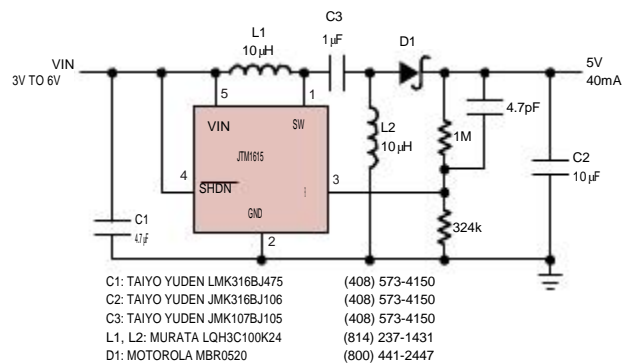 C3
L1
1µF
D1
VIN
10µH
5V
3V TO 6V
40mA
5
1
VIN
SW
4.7pF
L2
1M
10µH
JTM1615
C2
4
3
10µF
SHDN
GND
C1
324k
4.7µF
2
C1: TAIYO YUDEN LMK316BJ475 (408) 573-4150
C2: TAIYO YUDEN JMK316BJ106 (408) 573-4150
C3: TAIYO YUDEN JMK107BJ105 (408) 573-4150
L1, L2: MURATA LQH3C100K24 (814) 237-1431
D1: MOTOROLA MBR0520 (800) 441-2447